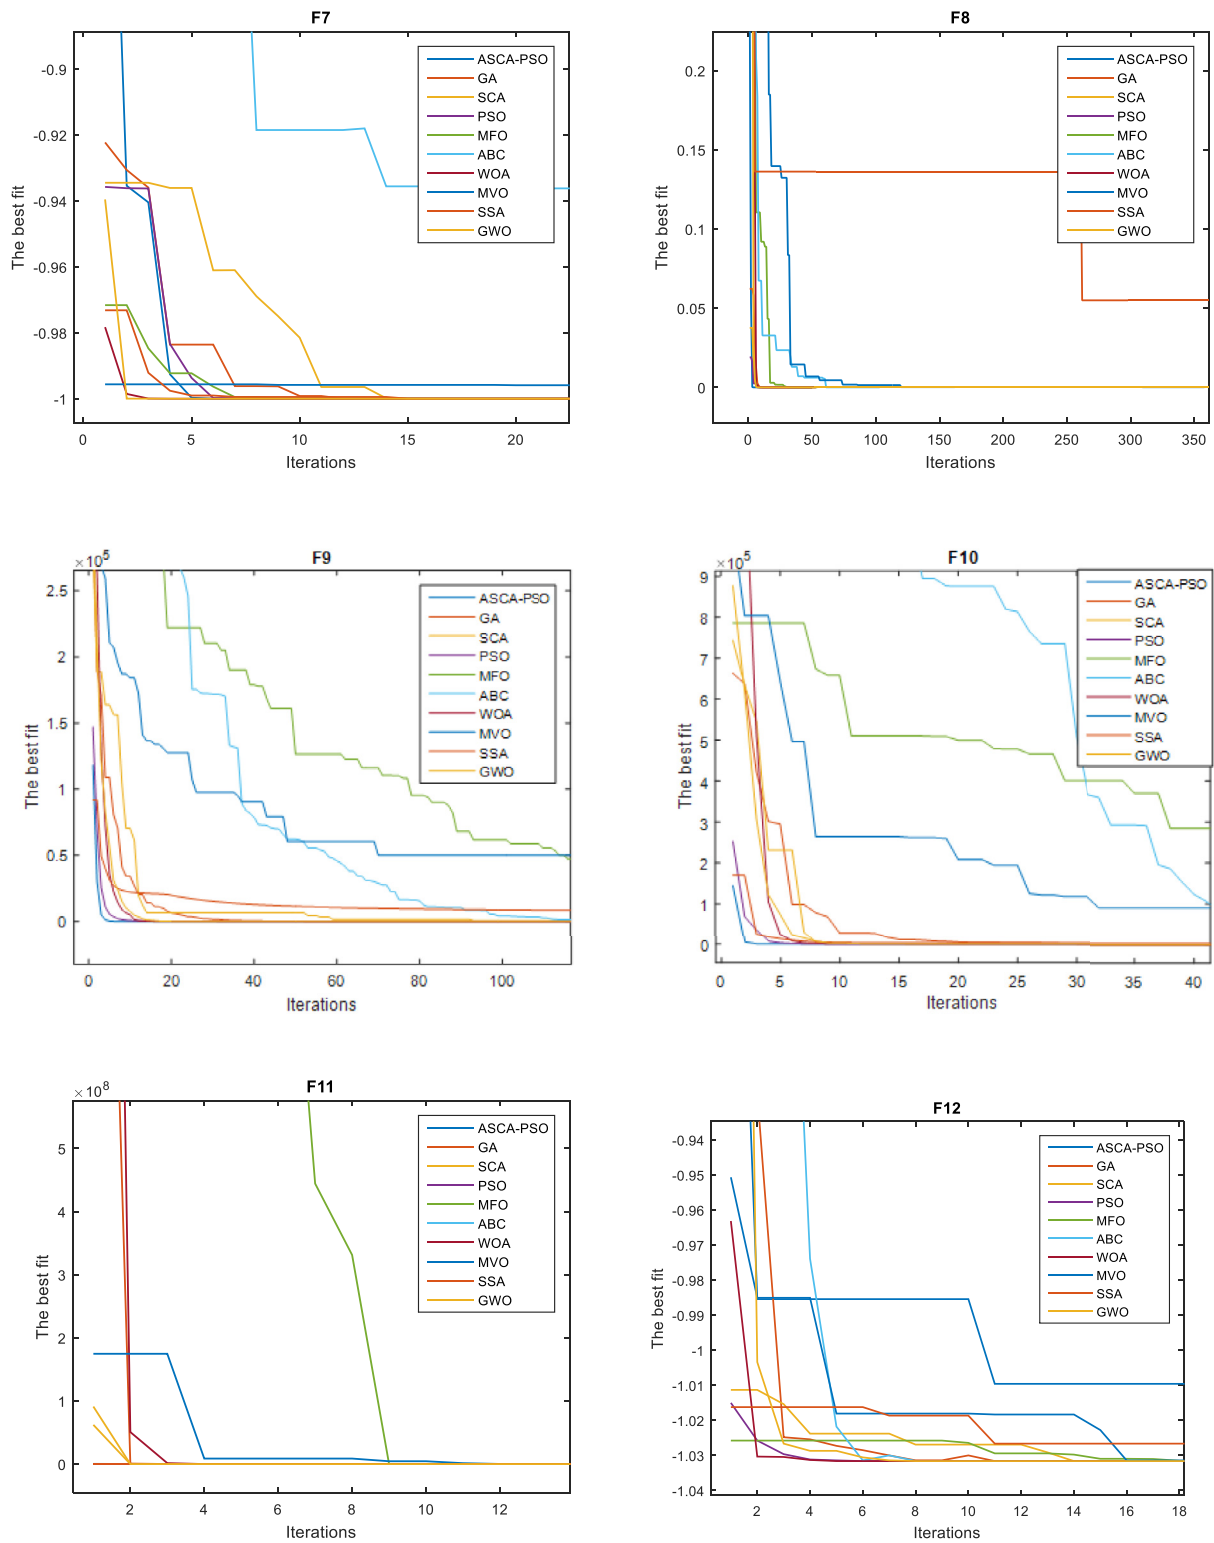 F7
-0.9
-0.92
-0.94
-0.96
-0.98
-1
0 5 10 15 20
Iterations
The best fit
ASCA-PSO
GA
SCA
PSO
MFO
ABC
WOA
MVO
SSA
GWO
F8
0.2
0.15
0.1
0.05
0
0 50 100 150 200 250 300 350
Iterations
The best fit
ASCA-PSO
GA
SCA
PSO
MFO
ABC
WOA
MVO
SSA
GWO
F9
×10^5
2.5
2
1.5
1
0.5
0
0 20 40 60 80 100
Iterations
The best fit
ASCA-PSO
GA
SCA
PSO
MFO
ABC
WOA
MVO
SSA
GWO
F10
×10^5
9
8
7
6
5
4
3
2
1
0
0 5 10 15 20 25 30 35 40
Iterations
The best fit
ASCA-PSO
GA
SCA
PSO
MFO
ABC
WOA
MVO
SSA
GWO
F11
×10^8
5
4
3
2
1
0
2 4 6 8 10 12
Iterations
The best fit
ASCA-PSO
GA
SCA
PSO
MFO
ABC
WOA
MVO
SSA
GWO
F12
-0.94
-0.95
-0.96
-0.97
-0.98
-0.99
-1
-1.01
-1.02
-1.03
-1.04
2 4 6 8 10 12 14 16 18
Iterations
The best fit
ASCA-PSO
GA
SCA
PSO
MFO
ABC
WOA
MVO
SSA
GWO